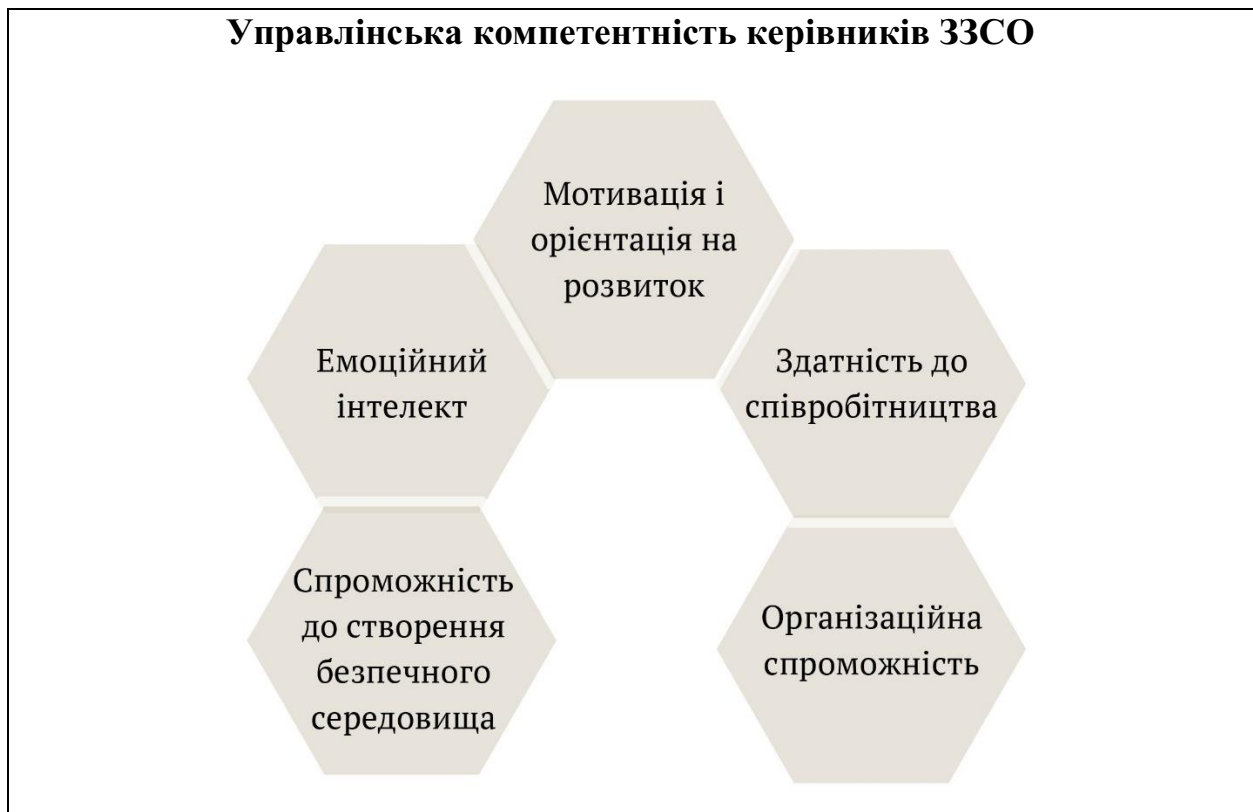 Управлінська компетентність керівників ЗЗСО
Мотивація і
орієнтація на
розвиток
Емоційний
інтелект
Здатність до
співробітництва
Спроможність
до створення
безпечного
середовища
Організаційна
спроможність